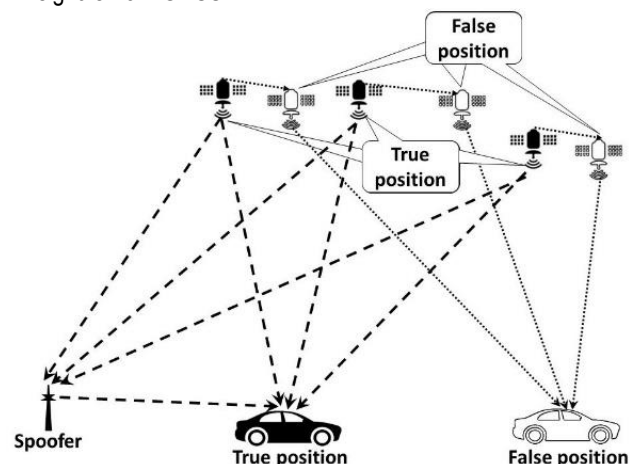 False
position
True
position
Spoofer
True position
False position